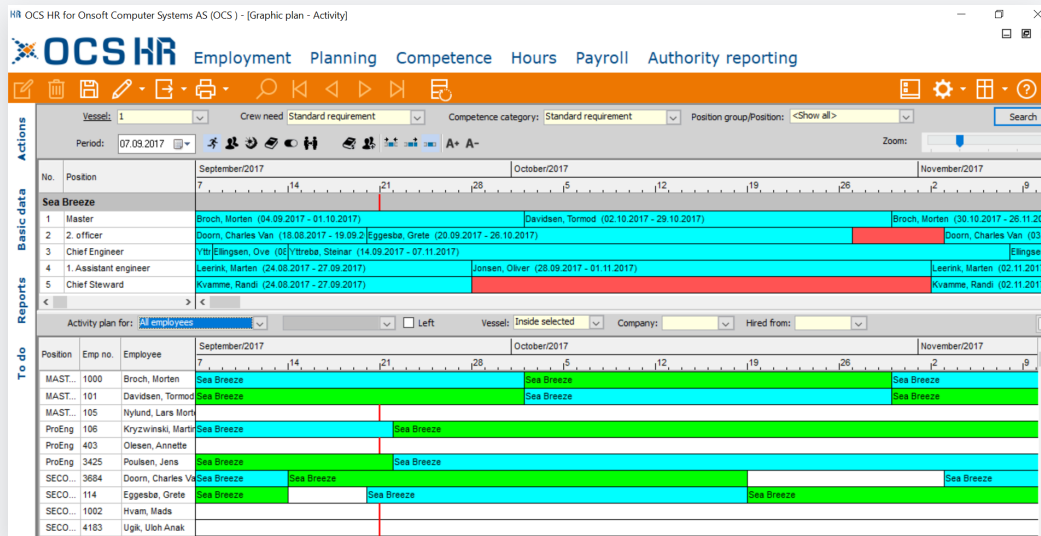 HR OCS HR for Onsoft Computer Systems AS (OCS ) - [Graphic plan - Activity]
OCS HR Employment Planning Competence Hours Payroll Authority reporting
Actions
Basic data
Reports
To do
Vessel: 1 Crew need Standard requirement Competence category: Standard requirement Position group/Position: <Show all> Search
Period: 07.09.2017 A+ A- Zoom:
No. Position September/2017 October/2017 November/2017
7 14 21 28 5 12 19 26 2 9
Sea Breeze
1 Master Broch, Morten (04.09.2017 - 01.10.2017) Davidsen, Tormod (02.10.2017 - 29.10.2017) Broch, Morten (30.10.2017 - 26.11.20
2 2. officer Doorn, Charles Van (18.08.2017 - 19.09.2 Eggesbø, Grete (20.09.2017 - 26.10.2017) Doorn, Charles Van (03
3 Chief Engineer Yttr Ellingsen, Ove (08 Yttrebø, Steinar (14.09.2017 - 07.11.2017) Ellingse
4 1. Assistant engineer Leerink, Marten (24.08.2017 - 27.09.2017) Jonsen, Oliver (28.09.2017 - 01.11.2017) Leerink, Marten (02.11.201
5 Chief Steward Kvamme, Randi (24.08.2017 - 27.09.2017) Kvamme, Randi (02.11.201
Activity plan for: All employees Left Vessel: Inside selected Company: Hired from:
Position Emp no. Employee September/2017 October/2017 November/2017
7 14 21 28 5 12 19 26 2 9
MAST... 1000 Broch, Morten Sea Breeze Sea Breeze Sea Breeze
MAST... 101 Davidsen, Tormod Sea Breeze Sea Breeze Sea Breeze
MAST... 105 Nylund, Lars Morte
ProEng 106 Kryzwinski, Martin Sea Breeze Sea Breeze
ProEng 403 Olesen, Annette
ProEng 3425 Poulsen, Jens Sea Breeze Sea Breeze
SECO... 3684 Doorn, Charles Va Sea Breeze Sea Breeze Sea Breeze
SECO... 114 Eggesbø, Grete Sea Breeze Sea Breeze Sea Breeze
SECO... 1002 Hvam, Mads
SECO... 4183 Ugik, Uloh Anak